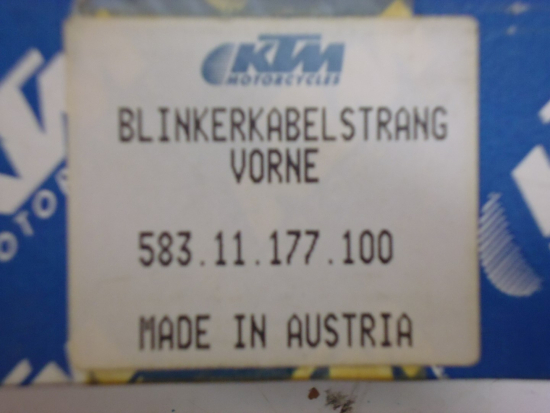 KTM
MOTORCYCLES
BLINKERKABELSTRANG
VORNE
583.11.177.100
MADE IN AUSTRIA